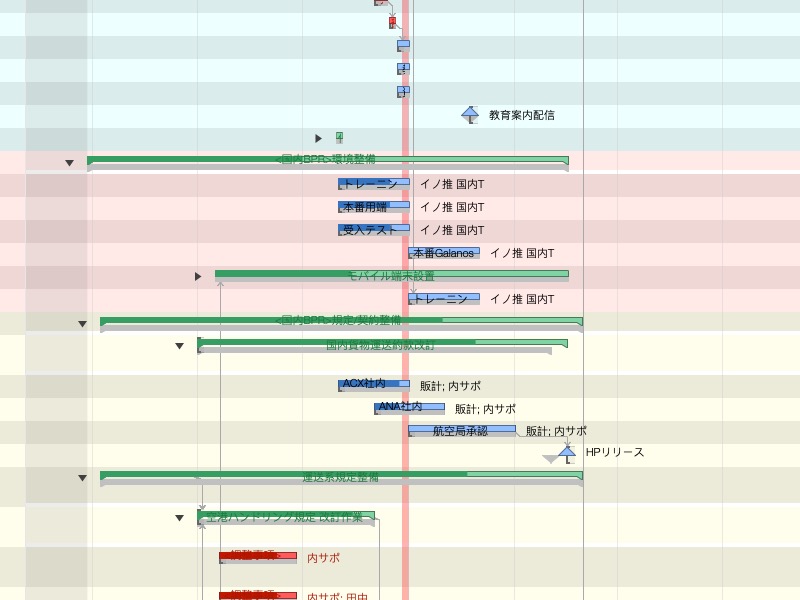 教育案内配信
<国内BPR>環境整備
トレーニン イノ推 国内T
本番用端 イノ推 国内T
受入テスト イノ推 国内T
本番Galanos イノ推 国内T
モバイル端末設置
トレーニン イノ推 国内T
<国内BPR>規定/契約整備
国内貨物運送約款改訂
ACX社内 販計; 内サポ
ANA社内 販計; 内サポ
航空局承認 販計; 内サポ
HPリリース
運送系規定整備
空港ハンドリング規定 改訂作業
調整事項 内サポ
調整事項 内サポ; 田中